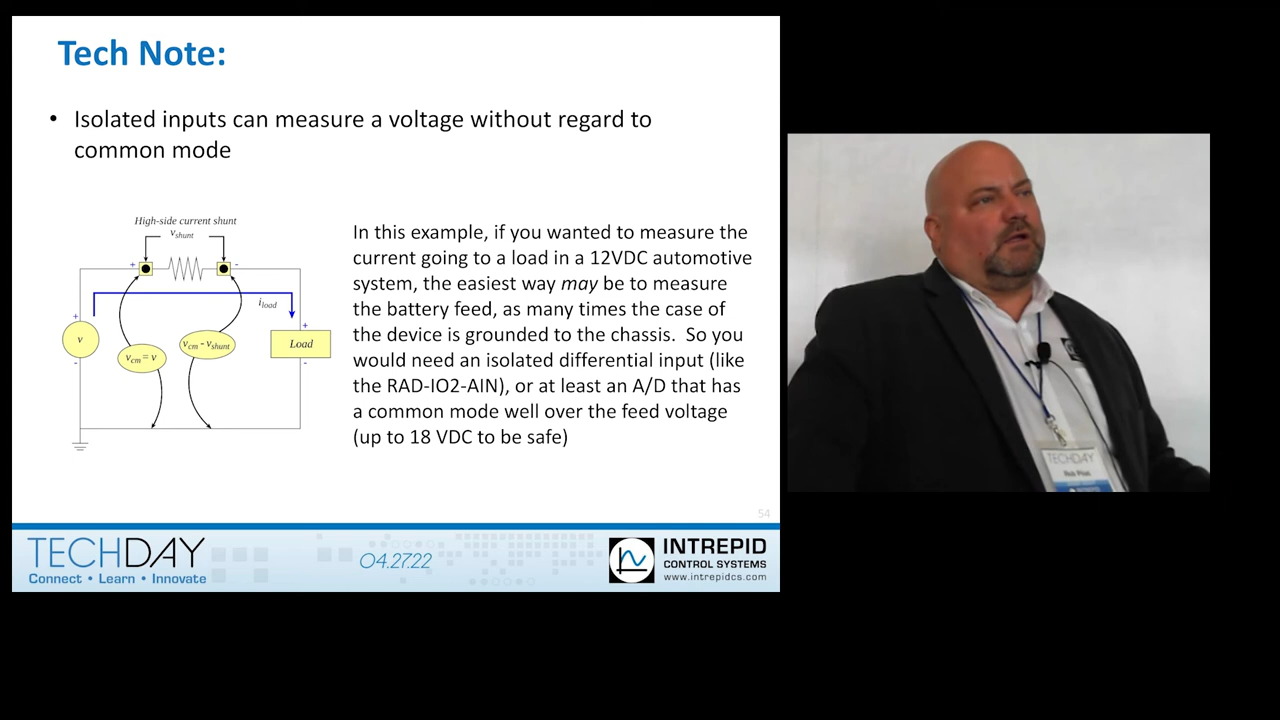 Tech Note:
• Isolated inputs can measure a voltage without regard to
common mode
High-side current shunt
vshunt
+
-
iload
+
v
-
vcm = v
vcm - vshunt
+
Load
-
In this example, if you wanted to measure the
current going to a load in a 12VDC automotive
system, the easiest way may be to measure
the battery feed, as many times the case of
the device is grounded to the chassis. So you
would need an isolated differential input (like
the RAD-IO2-AIN), or at least an A/D that has
a common mode well over the feed voltage
(up to 18 VDC to be safe)
54
TECHDAY
Connect • Learn • Innovate
04.27.22
INTREPID
CONTROL SYSTEMS
www.intrepidcs.com
TECHDAY